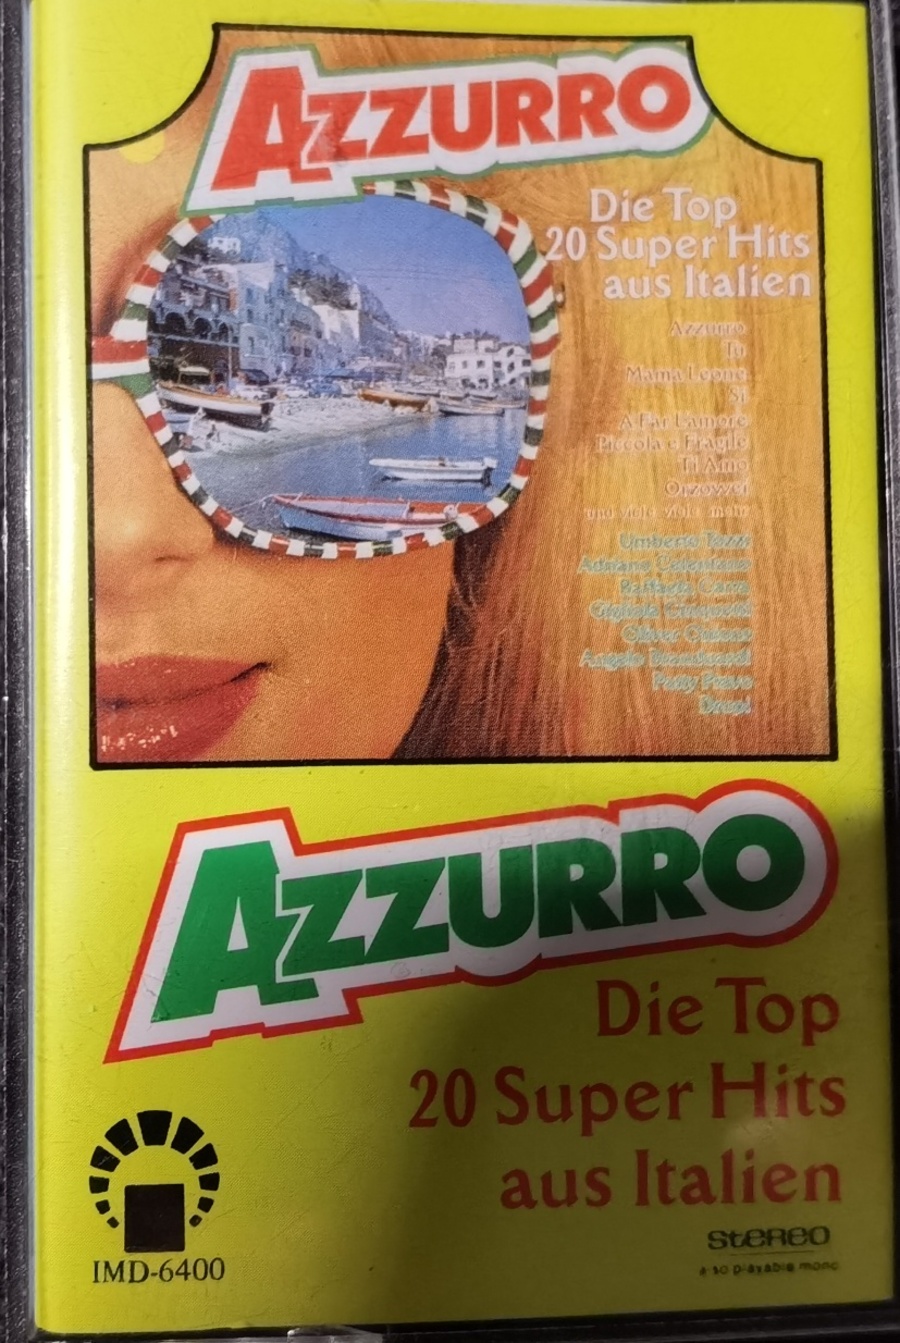 AZZURRO
Die Top
20 Super Hits
aus Italien
Azzurro
Tu
Mama Leone
Si
A Far L'amore
Piccola e Fragile
Ti Amo
Orzowei
und viele viele mehr
Umberto Tozzi
Adriano Celentano
Raffaela Carra
Gigliola Cinquetti
Oliver Onions
Angelo Branduardi
Patty Pravo
Drupi
AZZURRO
Die Top
20 Super Hits
aus Italien
IMD-6400
stereo
also playable mono